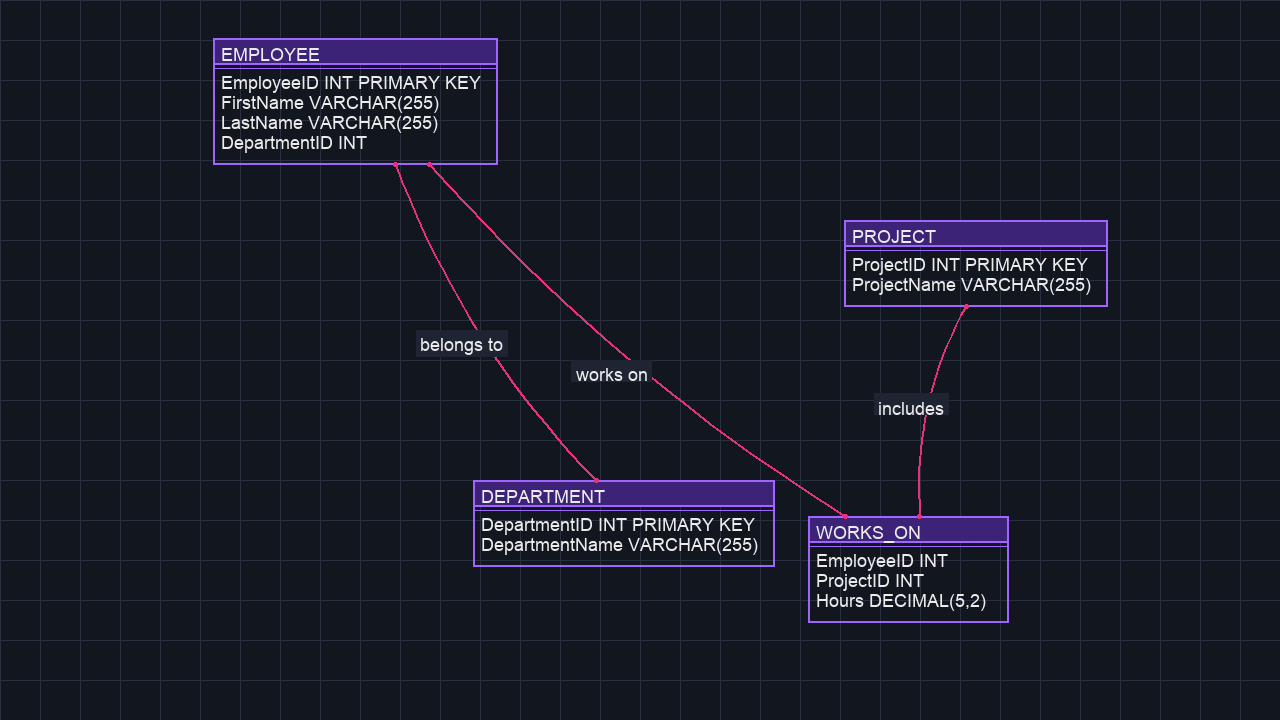 EMPLOYEE
EmployeeID INT PRIMARY KEY
FirstName VARCHAR(255)
LastName VARCHAR(255)
DepartmentID INT
PROJECT
ProjectID INT PRIMARY KEY
ProjectName VARCHAR(255)
belongs to
works on
includes
DEPARTMENT
DepartmentID INT PRIMARY KEY
DepartmentName VARCHAR(255)
WORKS_ON
EmployeeID INT
ProjectID INT
Hours DECIMAL(5,2)